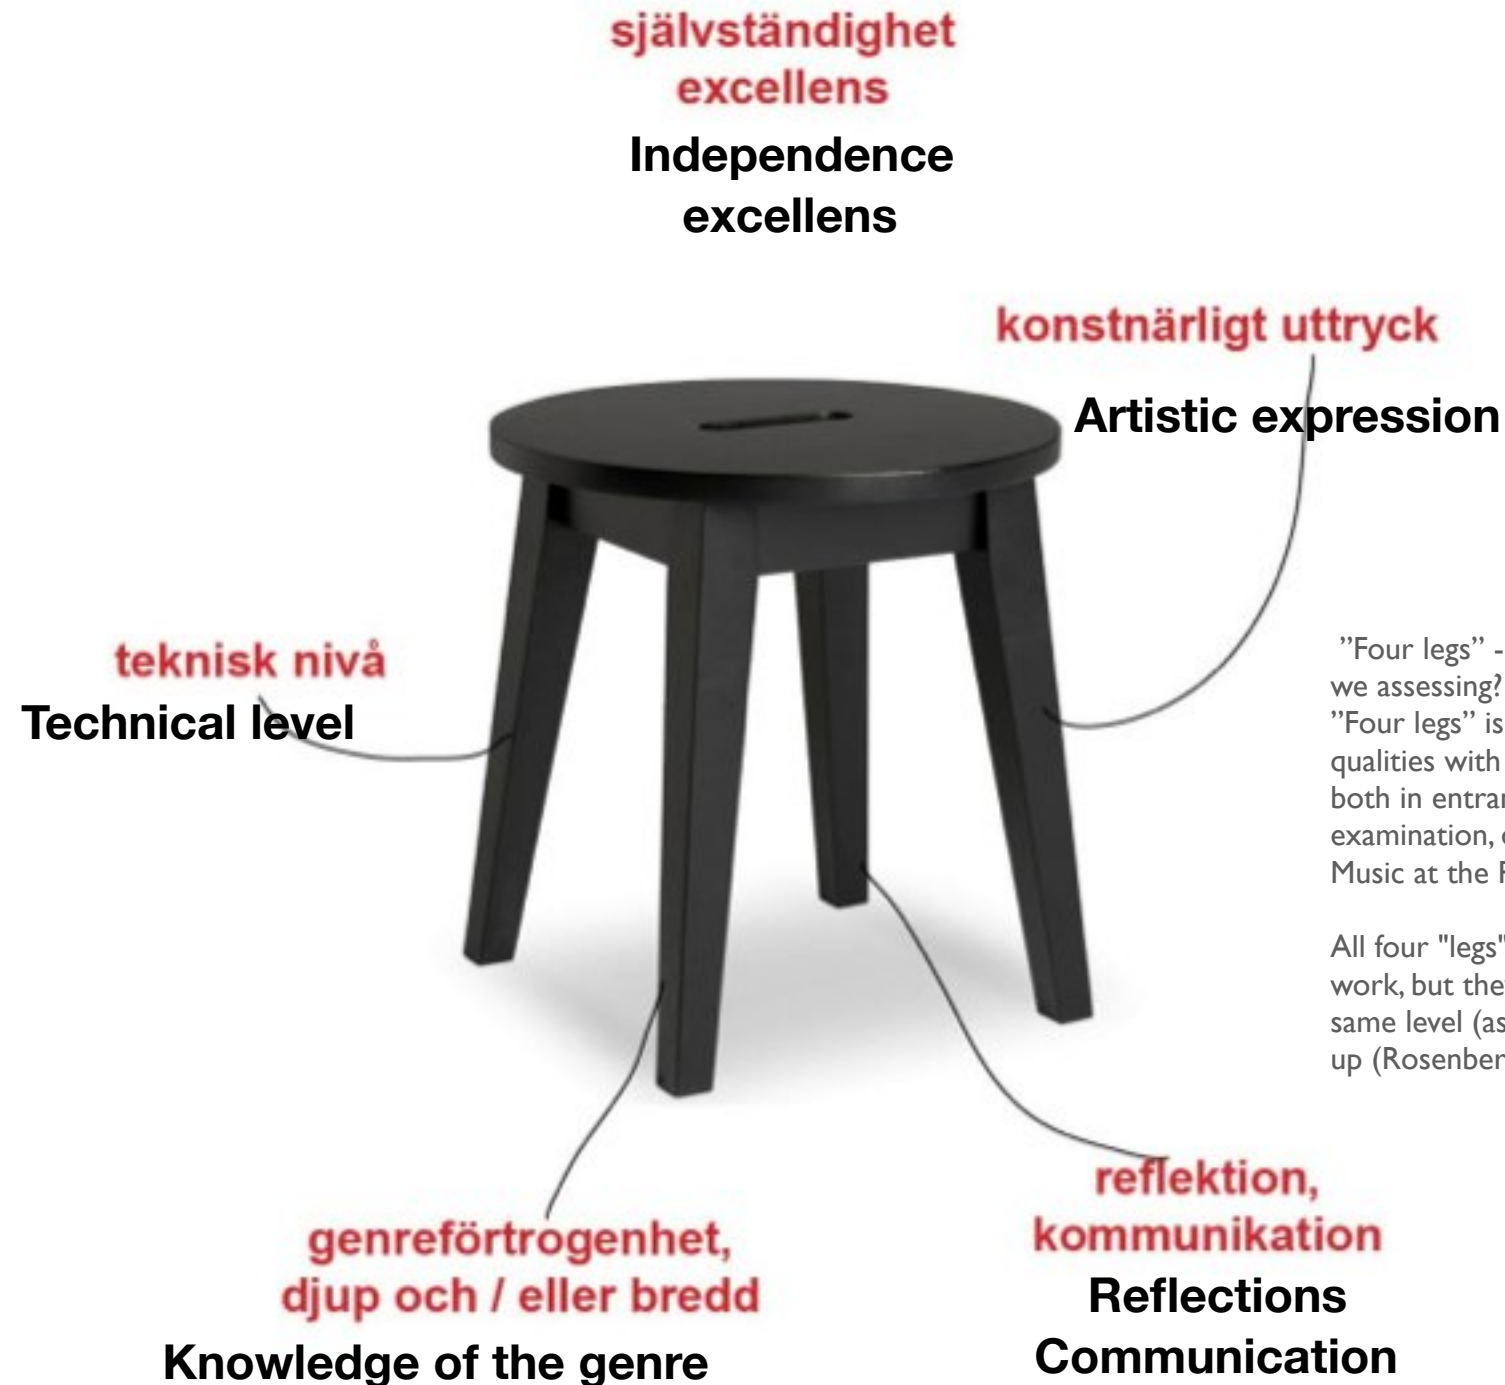 självständighet
excellens
Independence
excellens
konstnärligt uttryck
Artistic expression
teknisk nivå
Technical level
”Four legs” -
we assessing?
”Four legs” is
qualities with
both in entrar
examination,
Music at the
All four "legs"
work, but the
same level (as
up (Rosenber
reflektion,
kommunikation
Reflections
Communication
genreförtrogenhet,
djup och / eller bredd
Knowledge of the genre